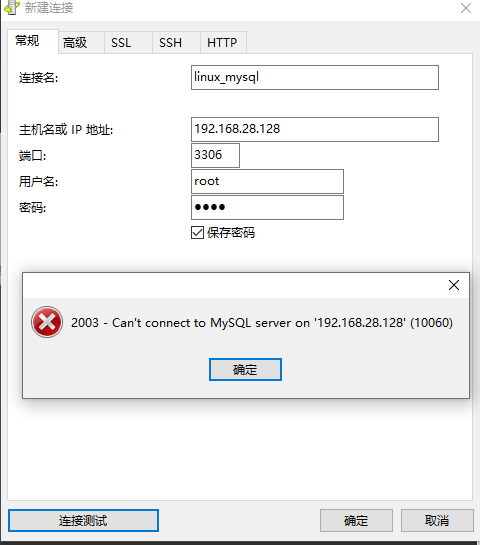 新建连接
常规 高级 SSL SSH HTTP
连接名: linux_mysql
主机名或 IP 地址: 192.168.28.128
端口: 3306
用户名: root
密码: ●●●●
保存密码
2003 - Can't connect to MySQL server on '192.168.28.128' (10060)
确定
连接测试 确定 取消